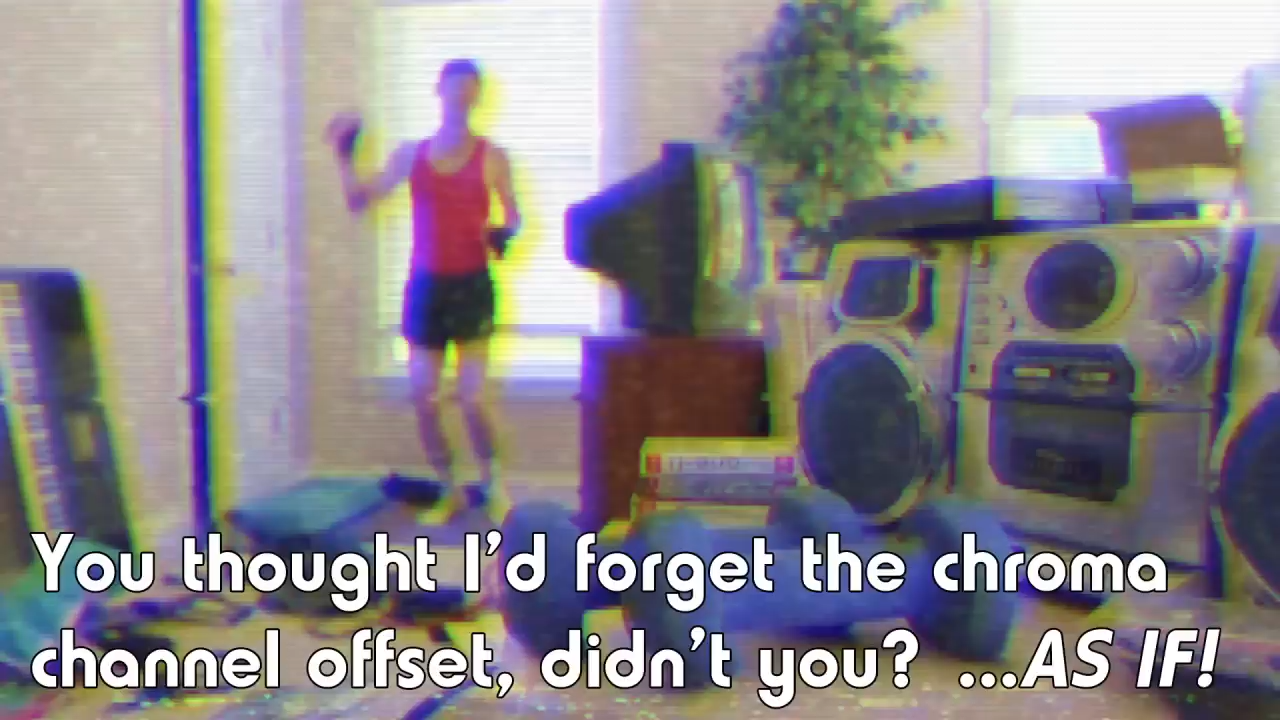 You thought I’d forget the chroma
channel offset, didn’t you? ...AS IF!